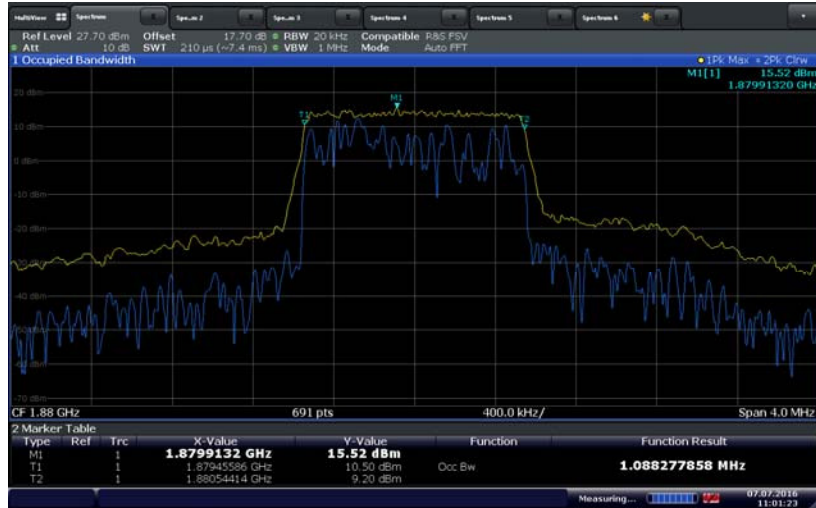 MultiView Spectrum X Spe...m 2 X Spe...m 3 X Spectrum 4 X Spectrum 5 X Spectrum 6 X
Ref Level 27.70 dBm Offset 17.70 dB RBW 20 kHz Compatible R&S FSV
Att 10 dB SWT 210 µs (~7.4 ms) VBW 1 MHz Mode Auto FFT
1 Occupied Bandwidth 1Pk Max 2Pk Clrw
M1[1] 15.52 dBm
1.87991320 GHz
20 dBm
M1
T1 T2
10 dBm
0 dBm
-10 dBm
-20 dBm
-30 dBm
-40 dBm
-50 dBm
-60 dBm
-70 dBm
CF 1.88 GHz 691 pts 400.0 kHz/ Span 4.0 MHz
2 Marker Table
Type Ref Trc X-Value Y-Value Function Function Result
M1 1 1.8799132 GHz 15.52 dBm
T1 1 1.87945586 GHz 10.50 dBm Occ Bw 1.088277858 MHz
T2 1 1.88054414 GHz 9.20 dBm
Measuring... 07.07.2016
11:01:23